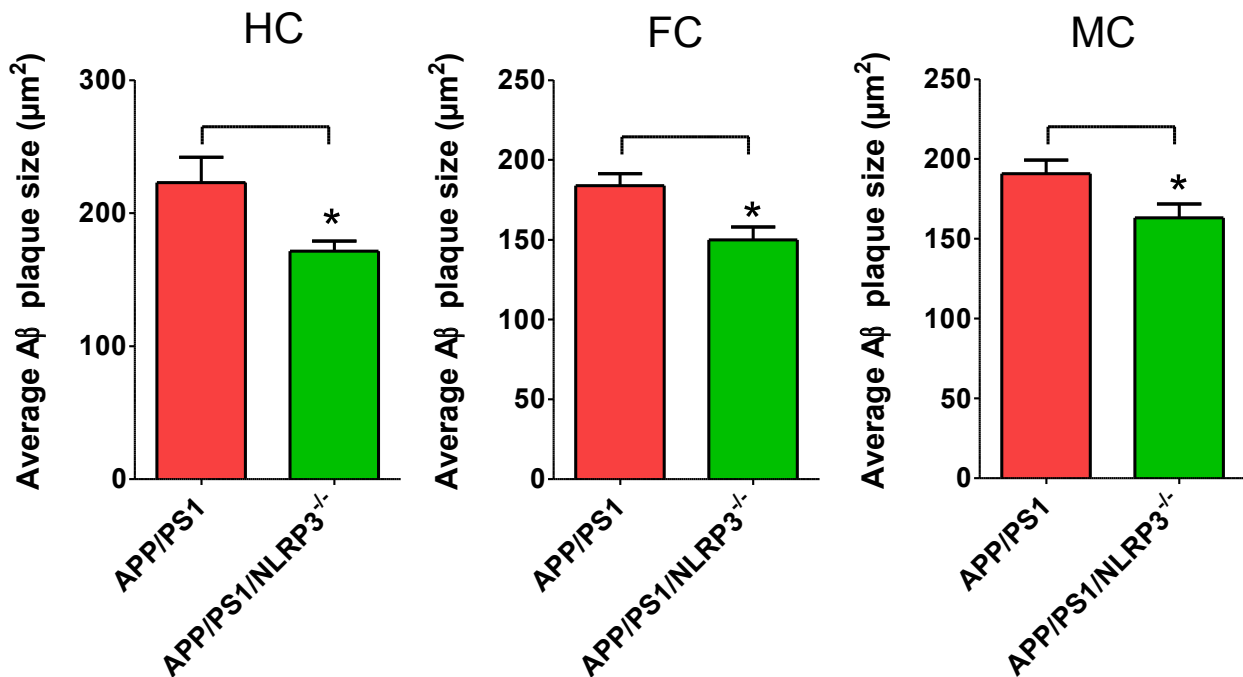 HC
Average Aβ plaque size (µm²)
300
200
100
0
*
APP/PS1
APP/PS1/NLRP3⁻/⁻
FC
Average Aβ plaque size (µm²)
250
200
150
100
50
0
*
APP/PS1
APP/PS1/NLRP3⁻/⁻
MC
Average Aβ plaque size (µm²)
250
200
150
100
50
0
*
APP/PS1
APP/PS1/NLRP3⁻/⁻